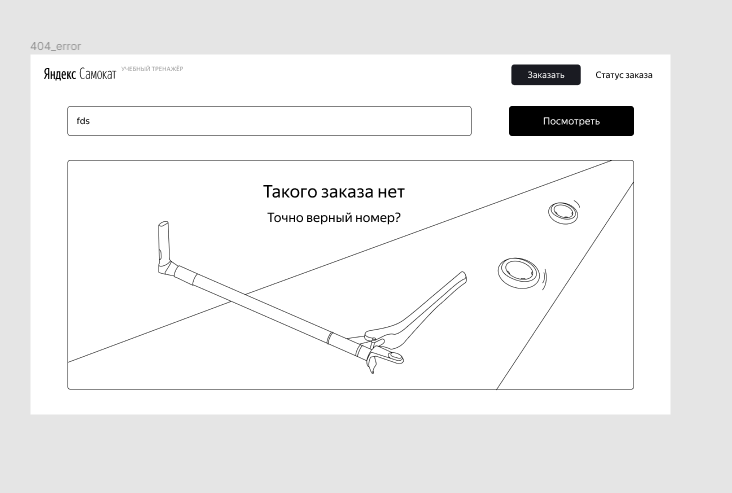 404_error
Яндекс Самокат УЧЕБНЫЙ ТРЕНАЖЁР
Заказать
Статус заказа
fds
Посмотреть
Такого заказа нет
Точно верный номер?